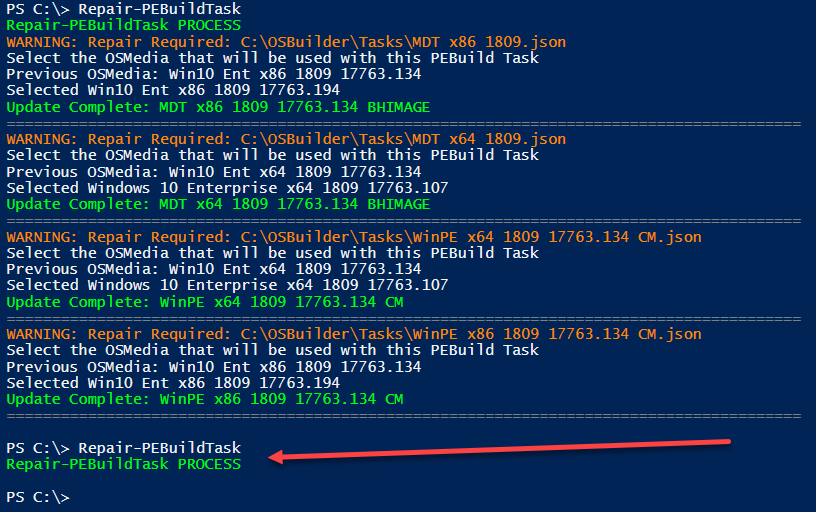 PS C:\> Repair-PEBuildTask
Repair-PEBuildTask PROCESS
WARNING: Repair Required: C:\OSBuilder\Tasks\MDT x86 1809.json
Select the OSMedia that will be used with this PEBuild Task
Previous OSMedia: Win10 Ent x86 1809 17763.134
Selected Win10 Ent x86 1809 17763.194
Update Complete: MDT x86 1809 17763.134 BHIMAGE
========================================================================================
WARNING: Repair Required: C:\OSBuilder\Tasks\MDT x64 1809.json
Select the OSMedia that will be used with this PEBuild Task
Previous OSMedia: Win10 Ent x64 1809 17763.134
Selected Windows 10 Enterprise x64 1809 17763.107
Update Complete: MDT x64 1809 17763.134 BHIMAGE
========================================================================================
WARNING: Repair Required: C:\OSBuilder\Tasks\WinPE x64 1809 17763.134 CM.json
Select the OSMedia that will be used with this PEBuild Task
Previous OSMedia: Win10 Ent x64 1809 17763.134
Selected Windows 10 Enterprise x64 1809 17763.107
Update Complete: WinPE x64 1809 17763.134 CM
========================================================================================
WARNING: Repair Required: C:\OSBuilder\Tasks\WinPE x86 1809 17763.134 CM.json
Select the OSMedia that will be used with this PEBuild Task
Previous OSMedia: Win10 Ent x86 1809 17763.134
Selected Win10 Ent x86 1809 17763.194
Update Complete: WinPE x86 1809 17763.134 CM
========================================================================================
PS C:\> Repair-PEBuildTask
Repair-PEBuildTask PROCESS
PS C:\>